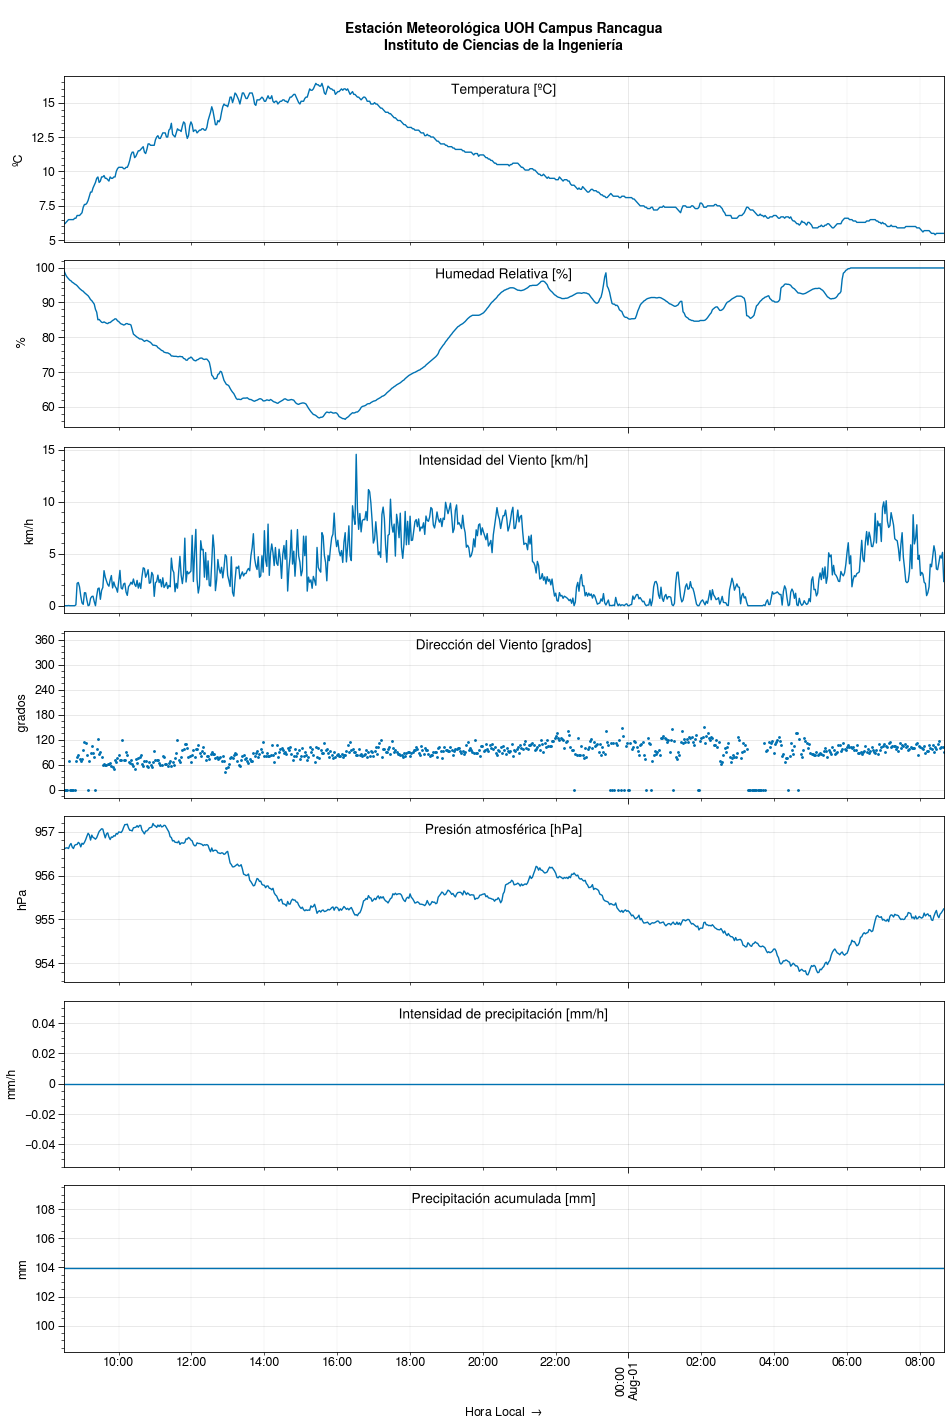 Estación Meteorológica UOH Campus Rancagua
Instituto de Ciencias de la Ingeniería
Temperatura [ºC]
15
12.5
10
7.5
5
ºC
Humedad Relativa [%]
100
90
80
70
60
%
Intensidad del Viento [km/h]
15
10
5
0
km/h
Dirección del Viento [grados]
360
300
240
180
120
60
0
grados
Presión atmosférica [hPa]
957
956
955
954
hPa
Intensidad de precipitación [mm/h]
0.04
0.02
0
−0.02
−0.04
mm/h
Precipitación acumulada [mm]
108
106
104
102
100
mm
10:00 12:00 14:00 16:00 18:00 20:00 22:00 00:00 02:00 04:00 06:00 08:00
Aug-01
Hora Local →